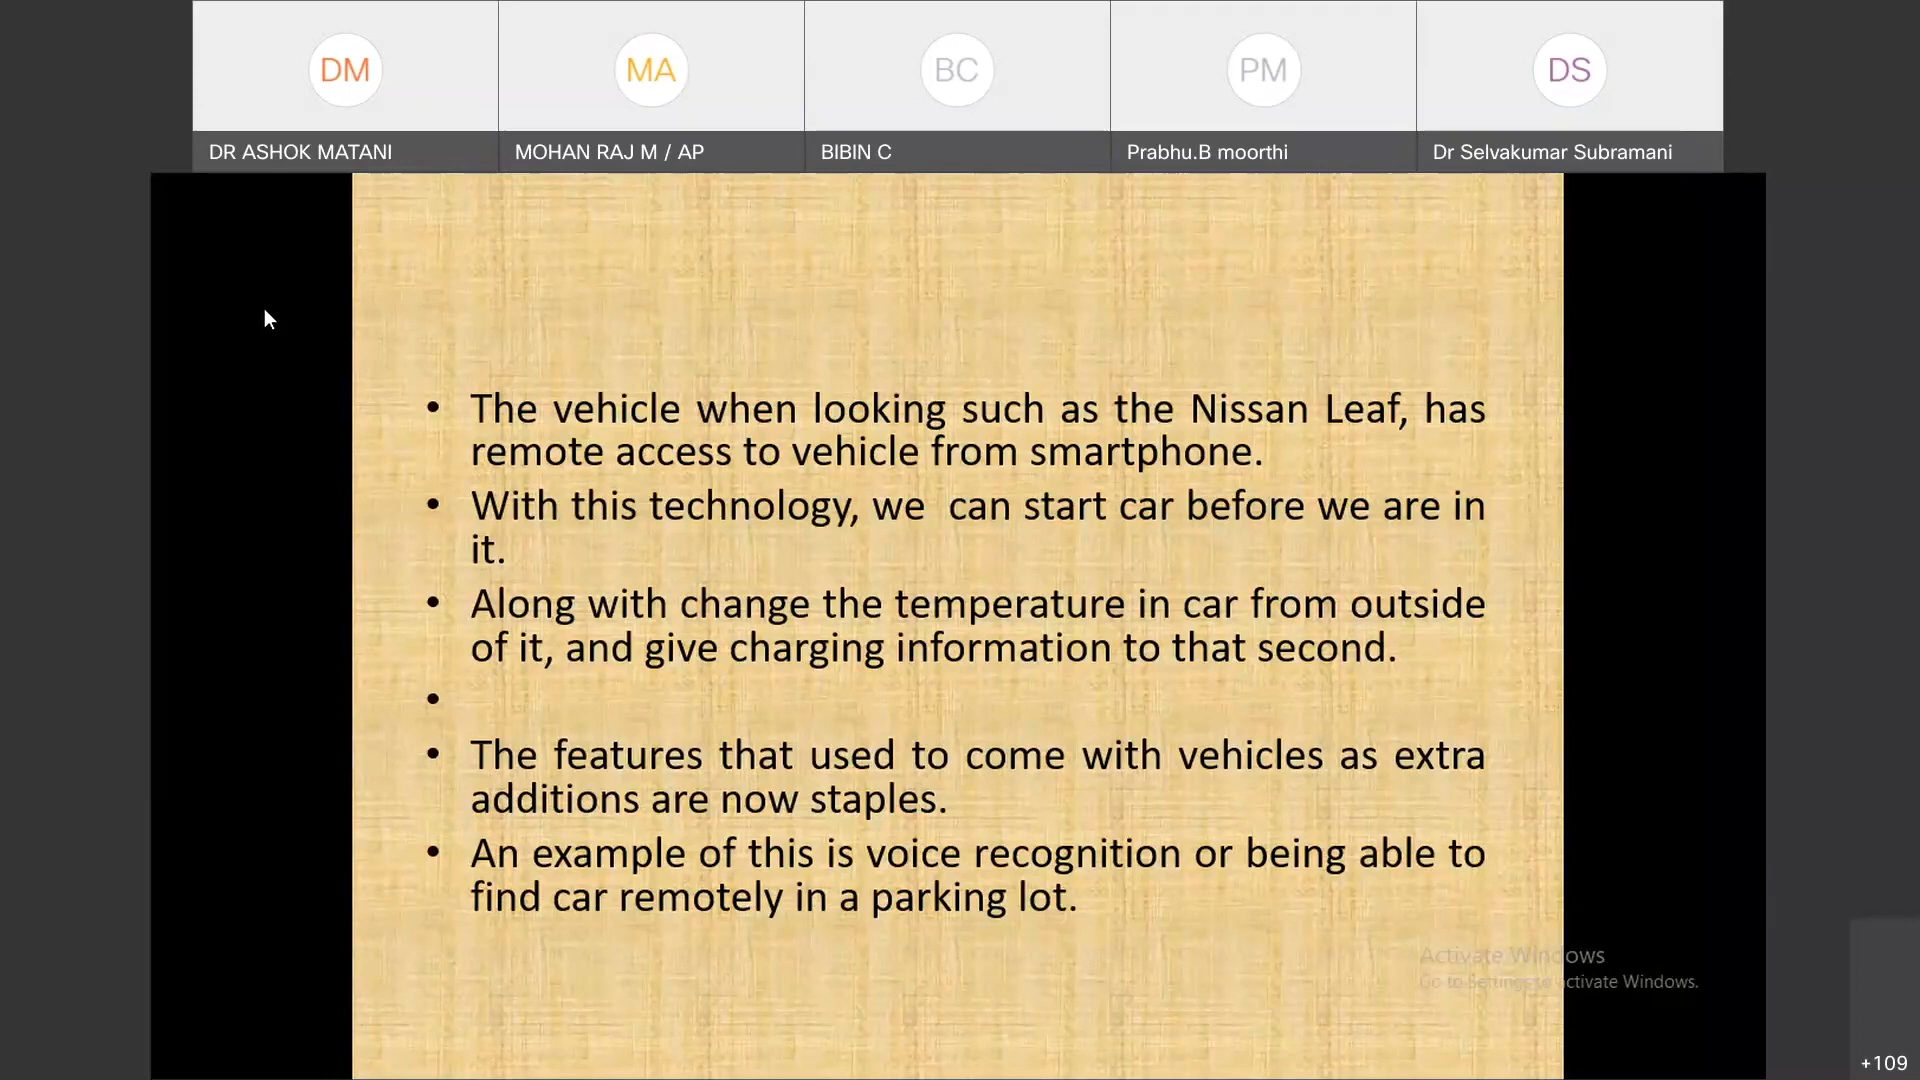 DM
MA
BC
PM
DS
DR ASHOK MATANI
MOHAN RAJ M / AP
BIBIN C
Prabhu.B moorthi
Dr Selvakumar Subramani
• The vehicle when looking such as the Nissan Leaf, has
remote access to vehicle from smartphone.
• With this technology, we can start car before we are in
it.
• Along with change the temperature in car from outside
of it, and give charging information to that second.
•
• The features that used to come with vehicles as extra
additions are now staples.
• An example of this is voice recognition or being able to
find car remotely in a parking lot.
Activate Windows
Go to Settings to activate Windows.
+109